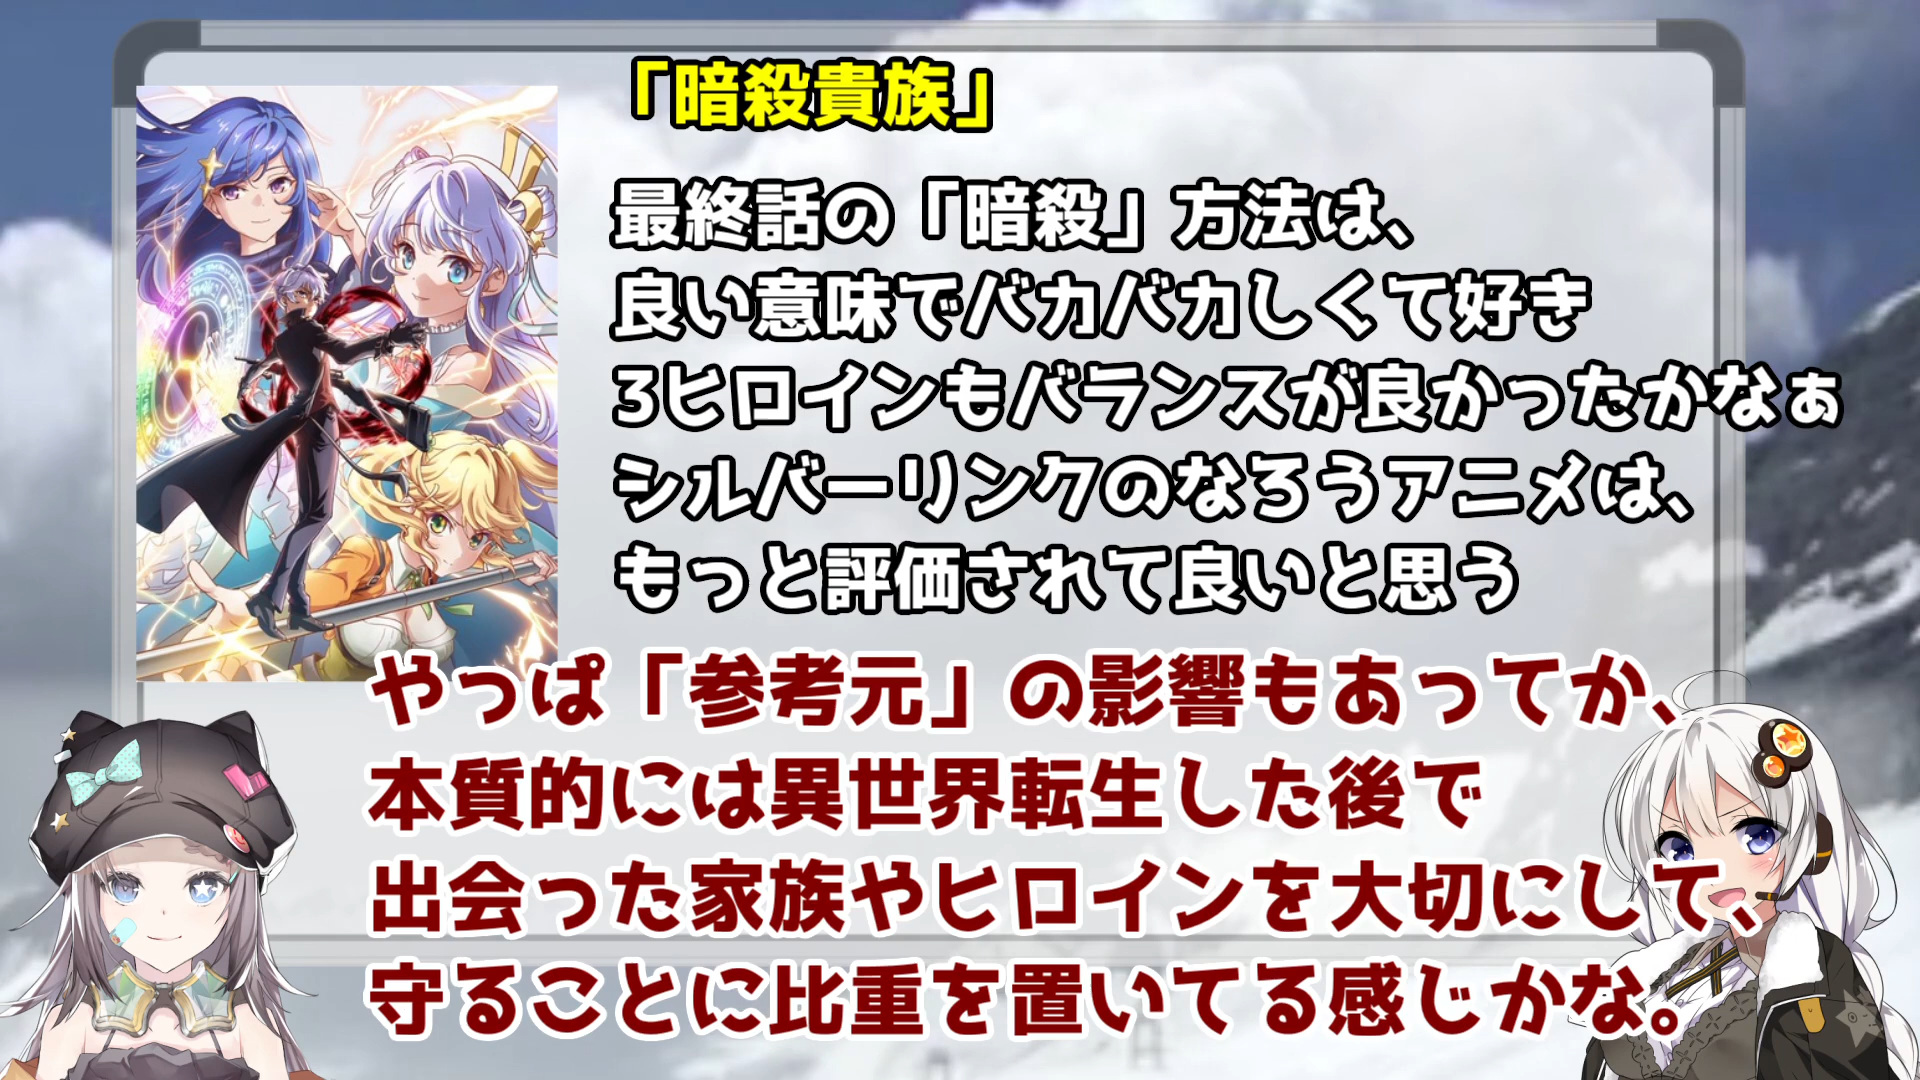 「暗殺貴族」
最終話の「暗殺」方法は、
良い意味でバカバカしくて好き
3ヒロインもバランスが良かったかなぁ
シルバーリンクのなろうアニメは、
もっと評価されて良いと思う
やっぱ「参考元」の影響もあってか、
本質的には異世界転生した後で
出会った家族やヒロインを大切にして、
守ることに比重を置いてる感じかな。